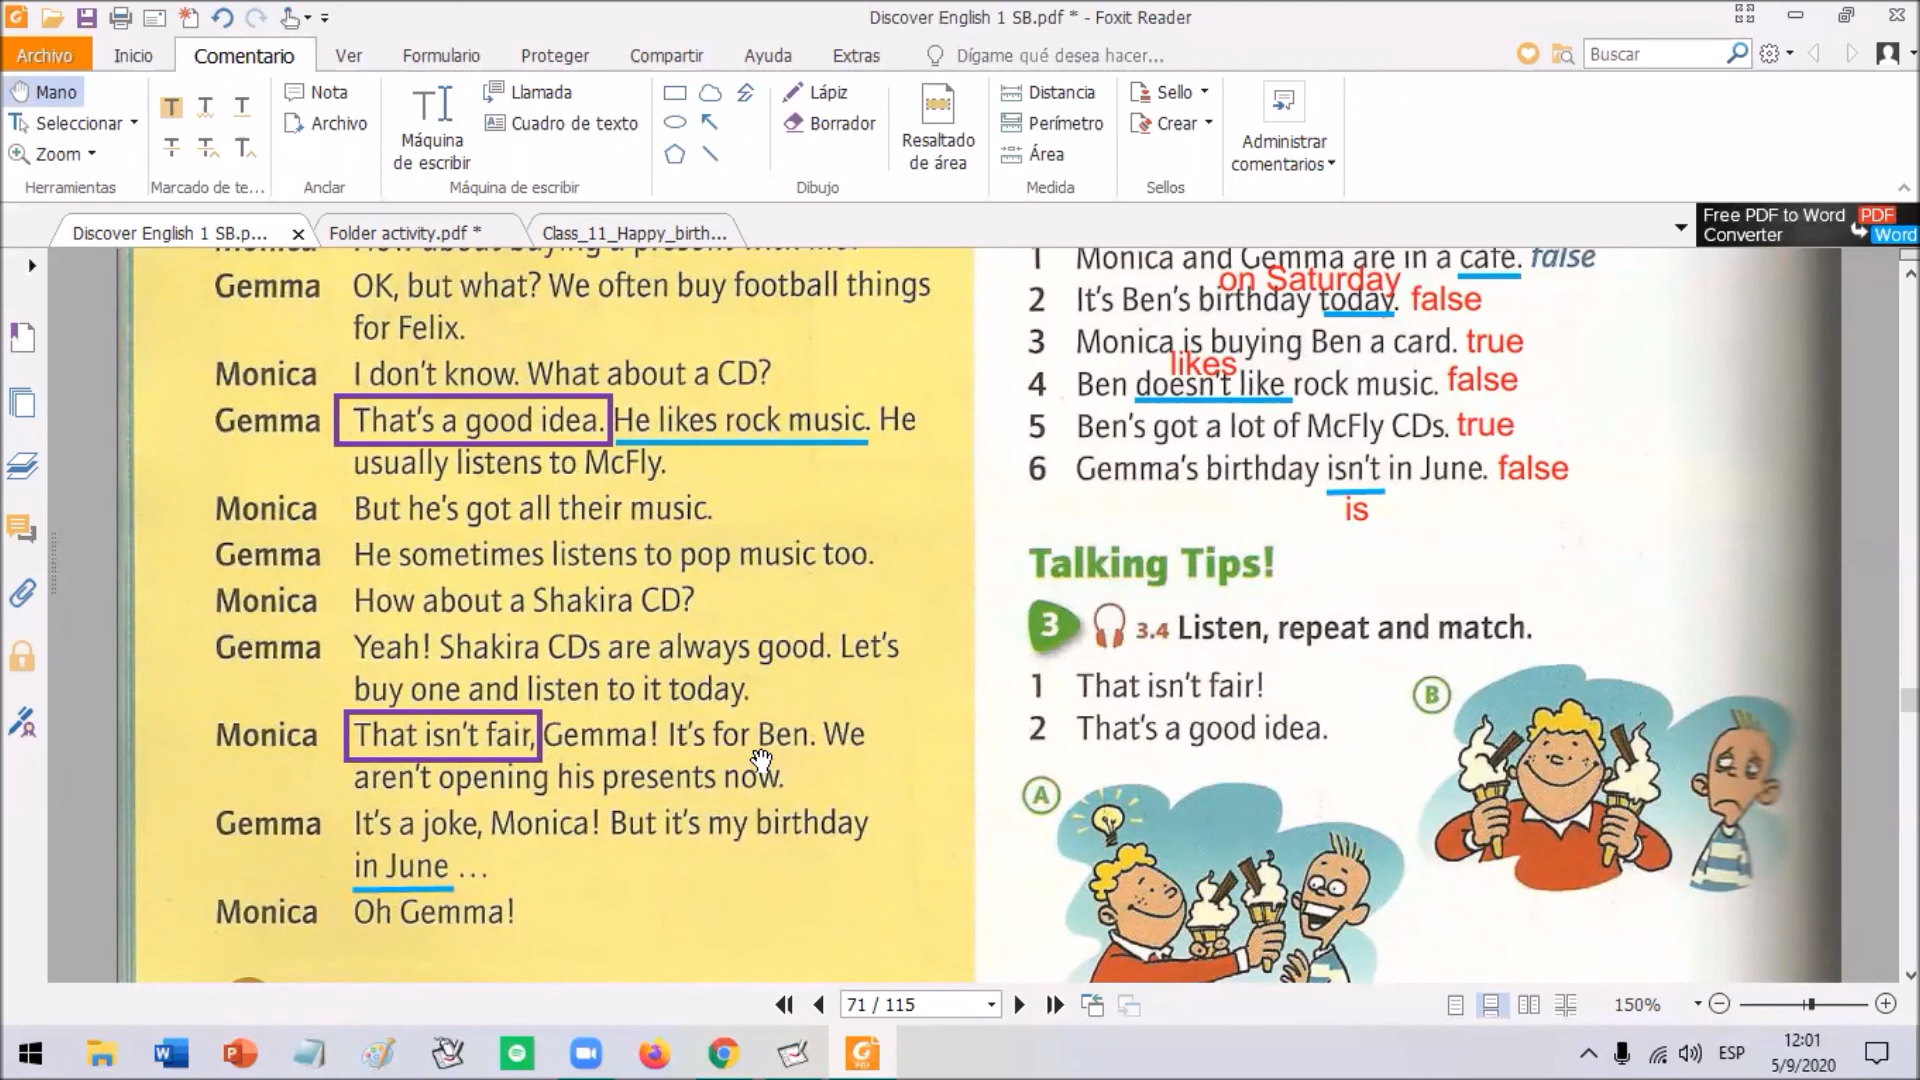 Discover English 1 SB.pdf * - Foxit Reader
Archivo
Inicio
Comentario
Ver
Formulario
Proteger
Compartir
Ayuda
Extras
Dígame qué desea hacer...
Buscar
Mano
Seleccionar
Zoom
Herramientas
Marcado de te...
Nota
Archivo
Anclar
Máquina
de escribir
Llamada
Cuadro de texto
Máquina de escribir
Lápiz
Borrador
Dibujo
Resaltado
de área
Distancia
Perímetro
Área
Medida
Sello
Crear
Sellos
Administrar
comentarios
Discover English 1 SB.p...
Folder activity.pdf *
Class_11_Happy_birth...
Free PDF to Word
Converter
PDF
Word
Gemma OK, but what? We often buy football things
for Felix.
Monica I don't know. What about a CD?
Gemma That's a good idea. He likes rock music. He
usually listens to McFly.
Monica But he's got all their music.
Gemma He sometimes listens to pop music too.
Monica How about a Shakira CD?
Gemma Yeah! Shakira CDs are always good. Let's
buy one and listen to it today.
Monica That isn't fair, Gemma! It's for Ben. We
aren't opening his presents now.
Gemma It's a joke, Monica! But it's my birthday
in June ...
Monica Oh Gemma!
1 Monica and Gemma are in a cafe. false
on Saturday
2 It's Ben's birthday today. false
3 Monica is buying Ben a card. true
likes
4 Ben doesn't like rock music. false
5 Ben's got a lot of McFly CDs. true
6 Gemma's birthday isn't in June. false
is
Talking Tips!
3 3.4 Listen, repeat and match.
1 That isn't fair!
2 That's a good idea.
B
A
71 / 115
150%
ESP
12:01
5/9/2020